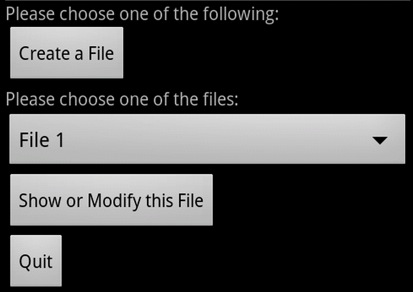 Please choose one of the following:
Create a File
Please choose one of the files:
File 1
Show or Modify this File
Quit